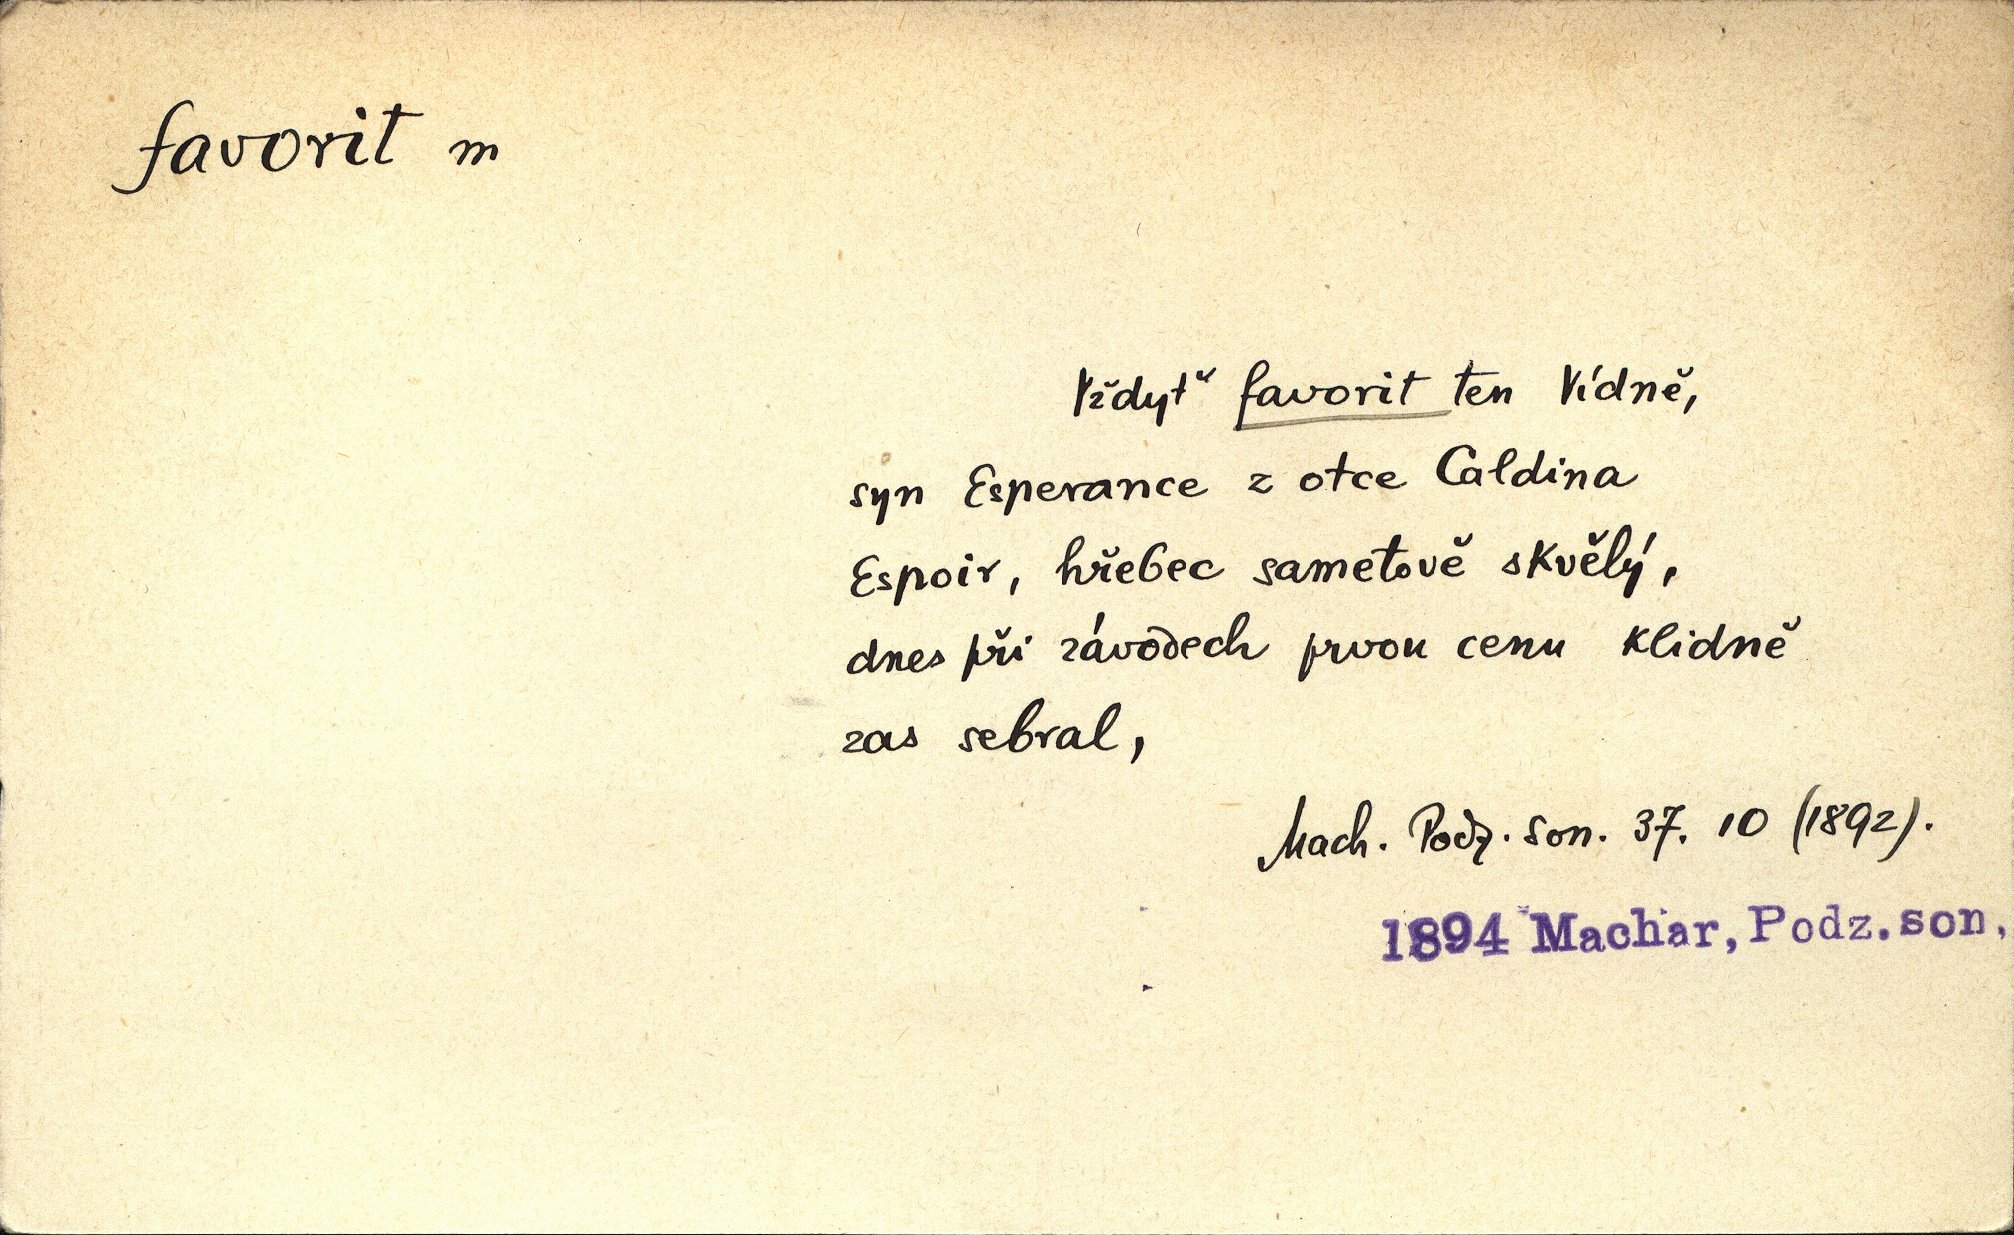 favorit m
Vždyť favorit ten Vídně,
syn Esperance z otce Caldina
Espoir, hřebec sametově skvělý,
dnes při závodech prvou cenu klidně
zas sebral,
Mach. Podz. son. 37. 10 (1892).
1894 Machar, Podz. son.